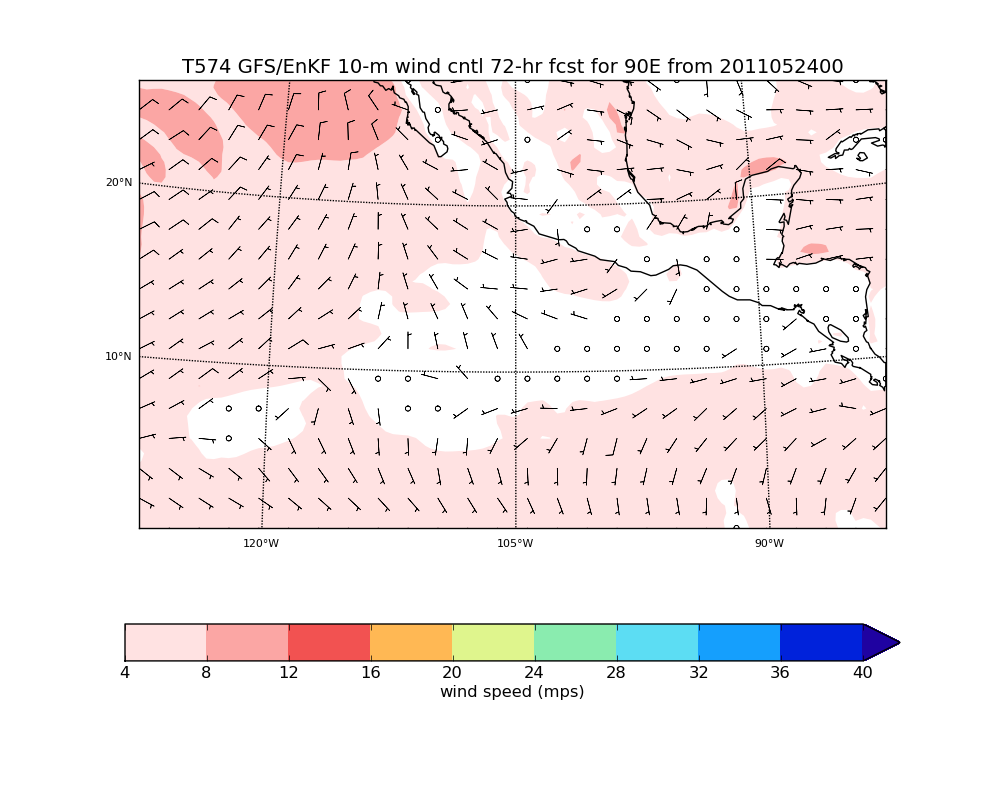 T574 GFS/EnKF 10-m wind cntl 72-hr fcst for 90E from 2011052400
20°N
10°N
120°W 105°W 90°W
4 8 12 16 20 24 28 32 36 40
wind speed (mps)